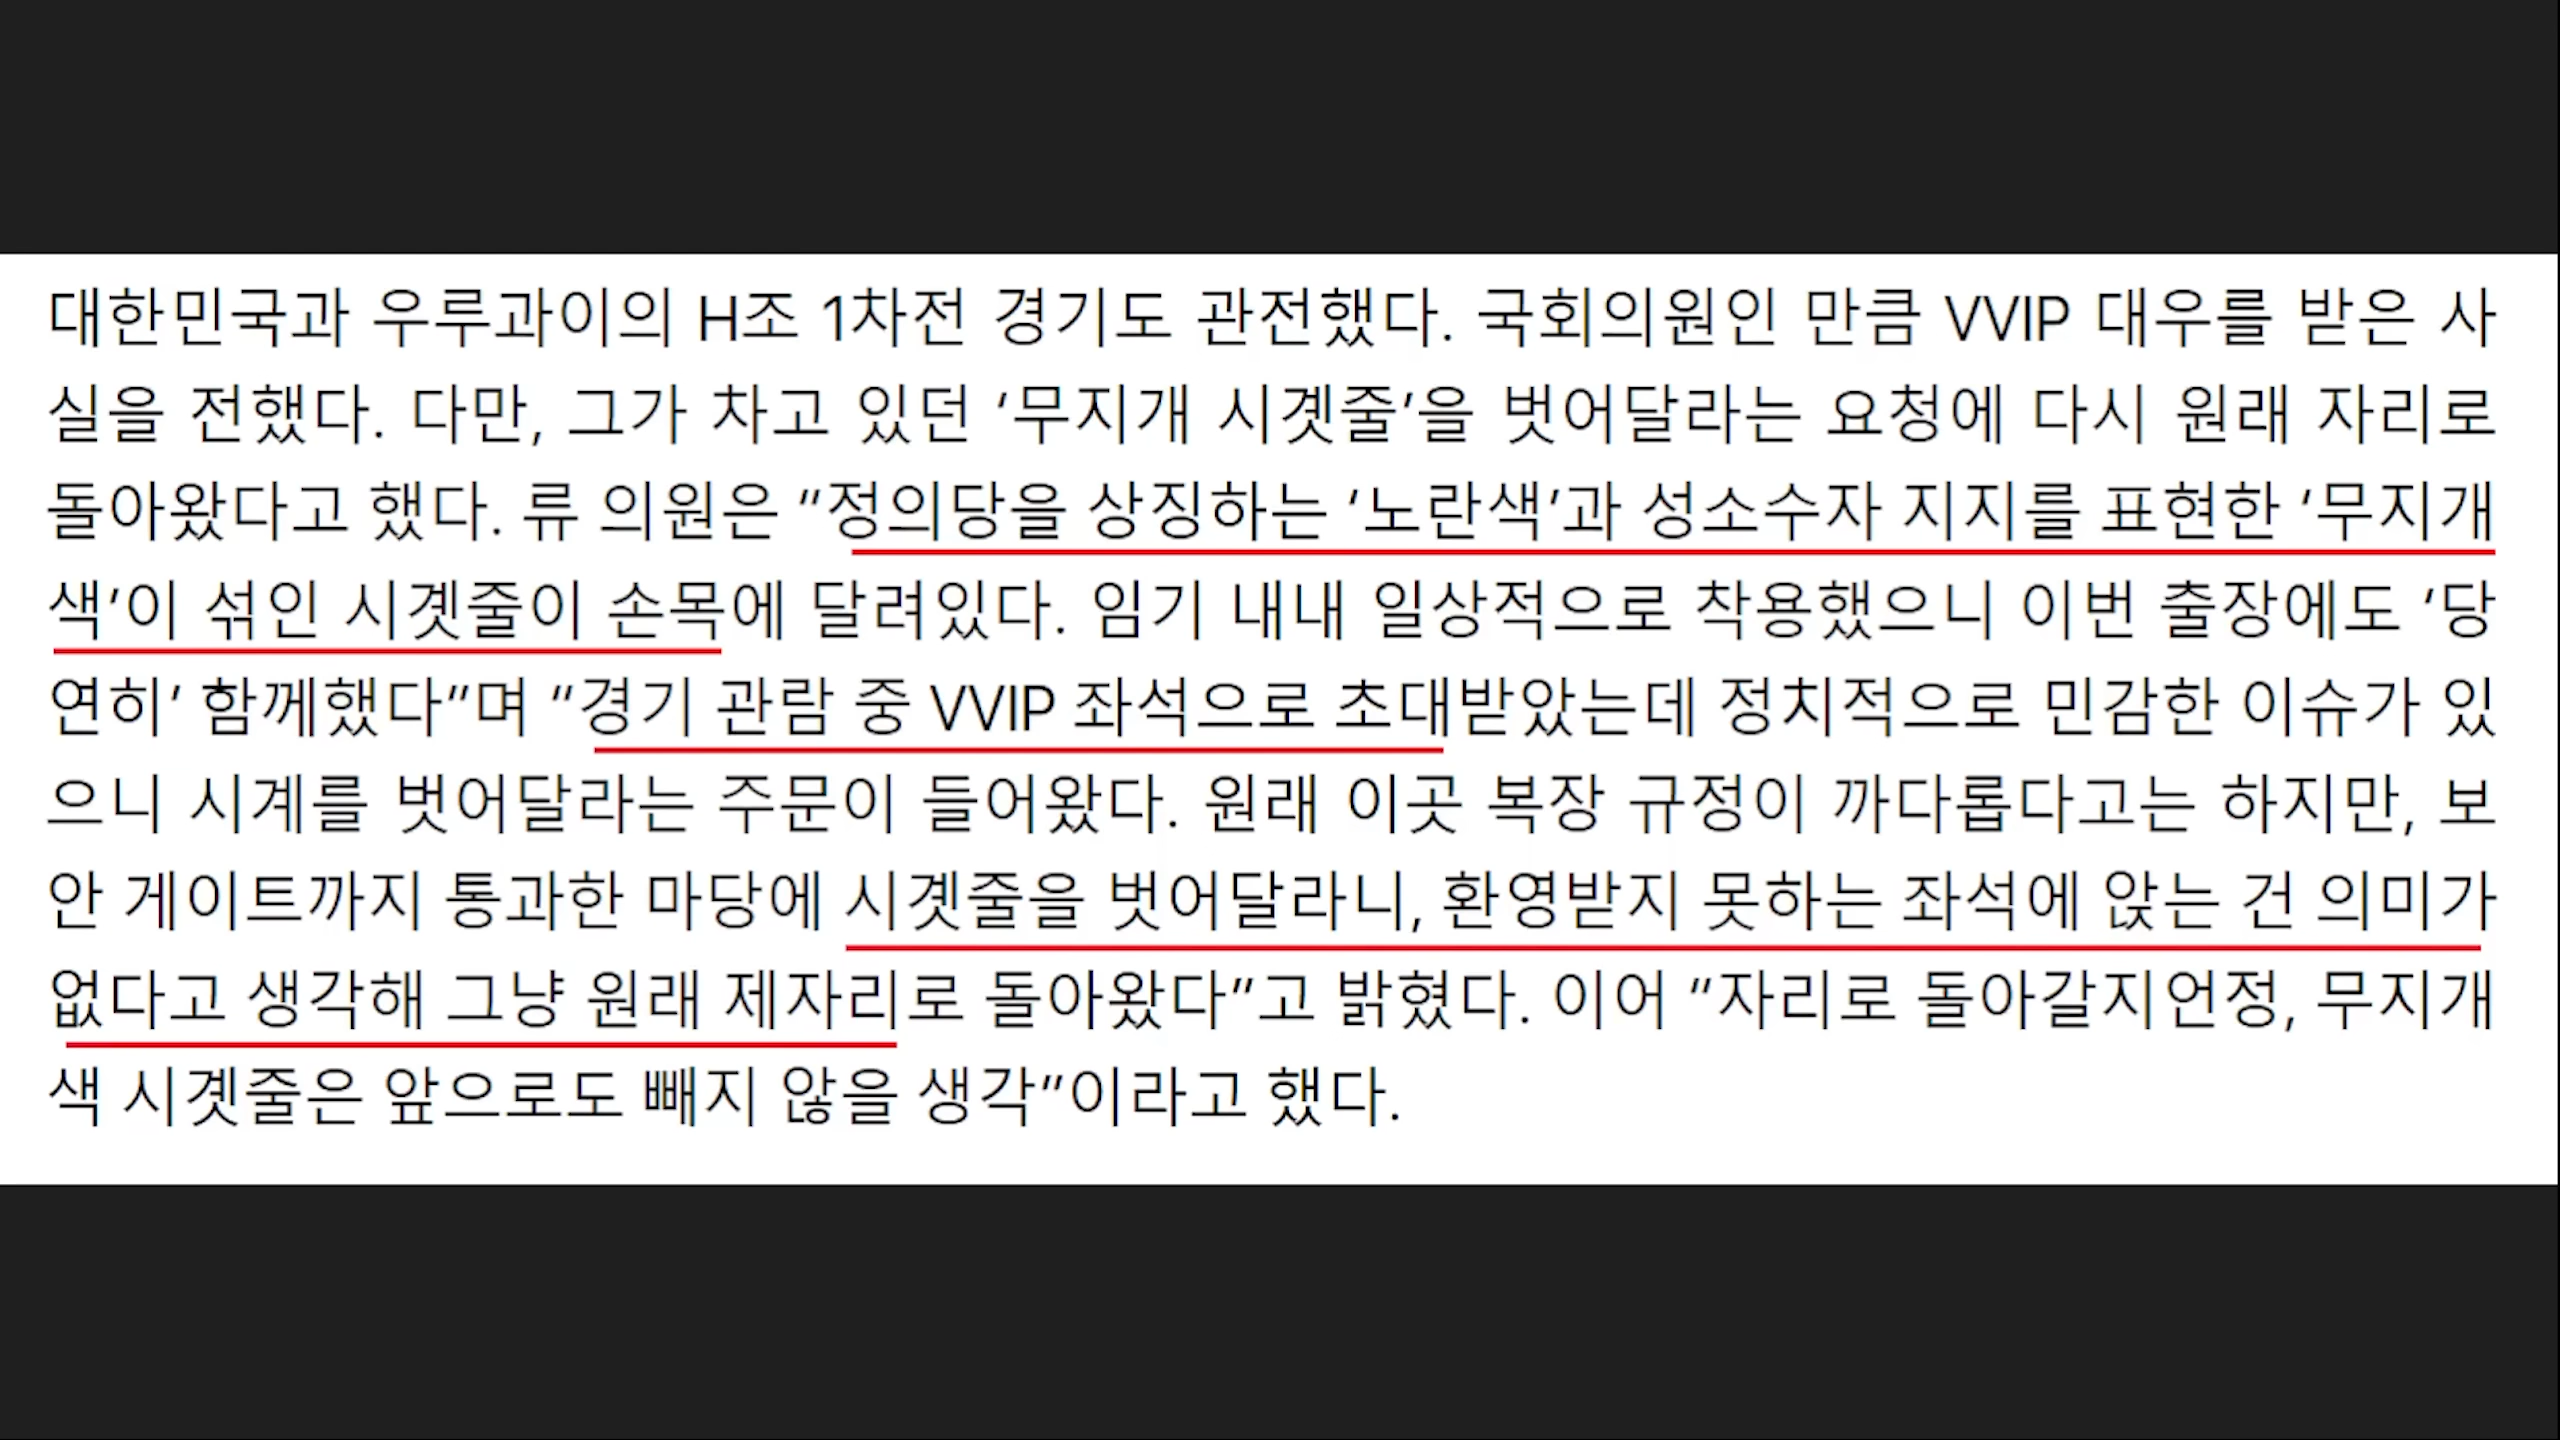 대한민국과 우루과이의 H조 1차전 경기도 관전했다. 국회의원인 만큼 VVIP 대우를 받은 사
실을 전했다. 다만, 그가 차고 있던 ‘무지개 시곗줄’을 벗어달라는 요청에 다시 원래 자리로
돌아왔다고 했다. 류 의원은 “정의당을 상징하는 ‘노란색’과 성소수자 지지를 표현한 ‘무지개
색’이 섞인 시곗줄이 손목에 달려있다. 임기 내내 일상적으로 착용했으니 이번 출장에도 ‘당
연히’ 함께했다”며 “경기 관람 중 VVIP 좌석으로 초대받았는데 정치적으로 민감한 이슈가 있
으니 시계를 벗어달라는 주문이 들어왔다. 원래 이곳 복장 규정이 까다롭다고는 하지만, 보
안 게이트까지 통과한 마당에 시곗줄을 벗어달라니, 환영받지 못하는 좌석에 앉는 건 의미가
없다고 생각해 그냥 원래 제자리로 돌아왔다”고 밝혔다. 이어 “자리로 돌아갈지언정, 무지개
색 시곗줄은 앞으로도 빼지 않을 생각”이라고 했다.